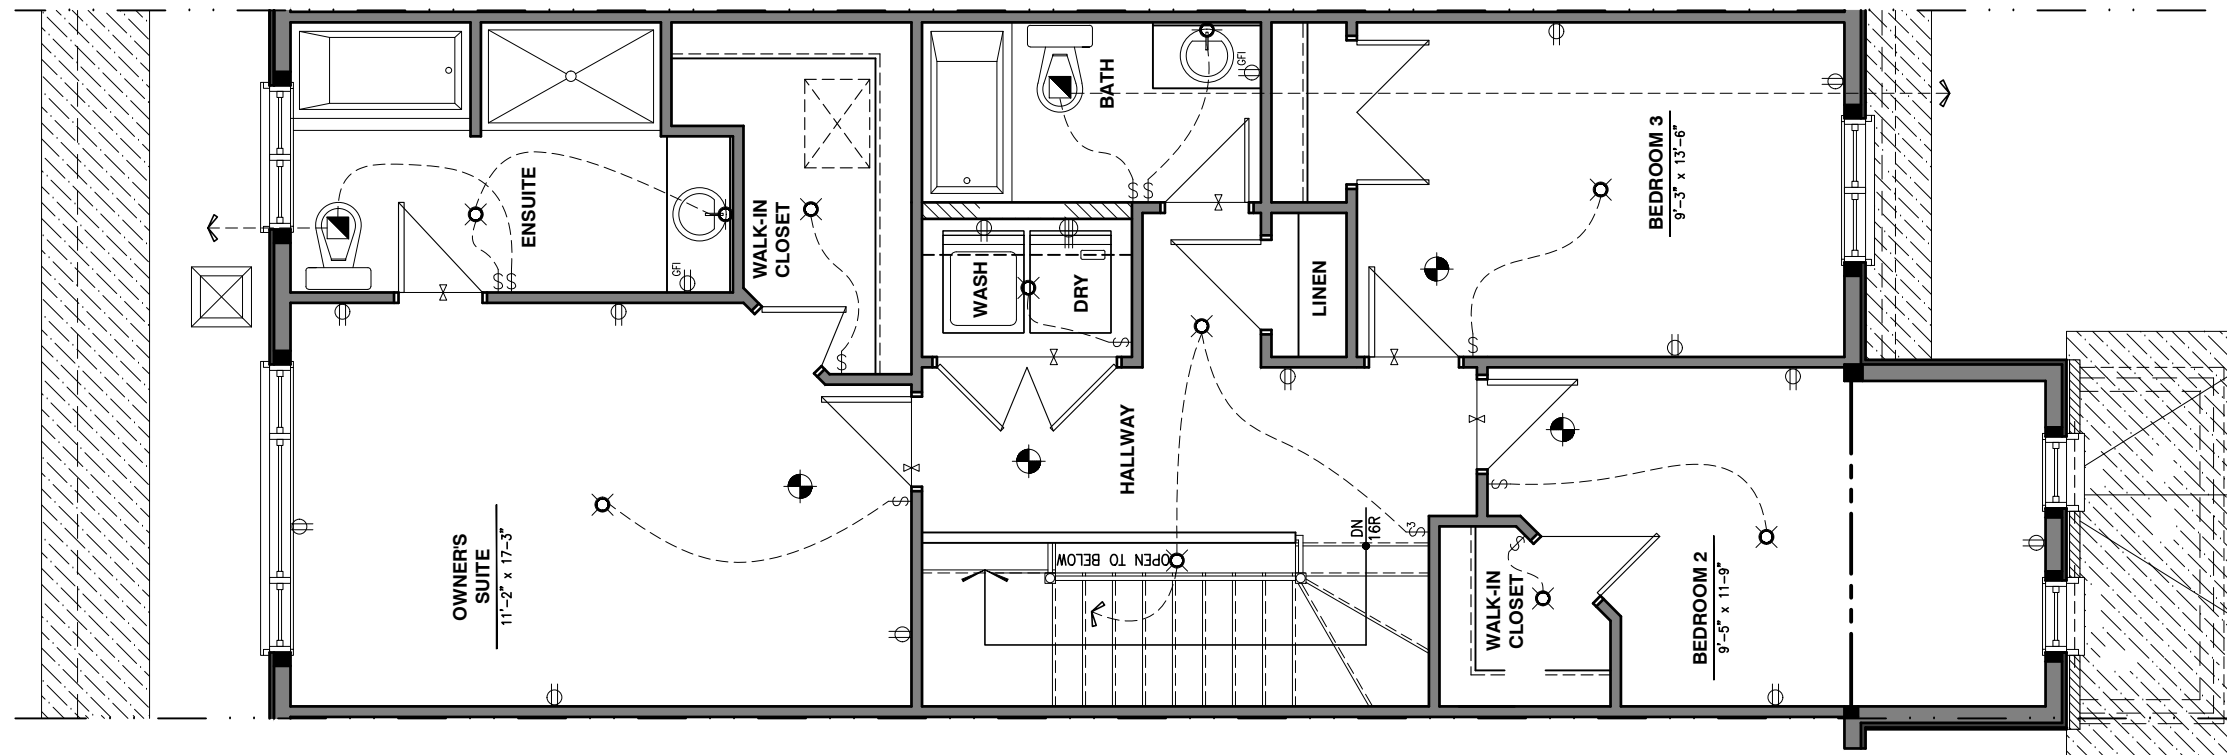 ENSUITE
GFI
WALK-IN
CLOSET
BATH
GFI
BEDROOM 3
9'-3" x 13'-6"
WASH
DRY
LINEN
OWNER'S
SUITE
11'-2" x 17-3"
HALLWAY
OPEN TO BELOW
DN
16R
WALK-IN
CLOSET
BEDROOM 2
9'-5" x 11-9"
$$
$
$
$
$
$
$
$
$
$3
$